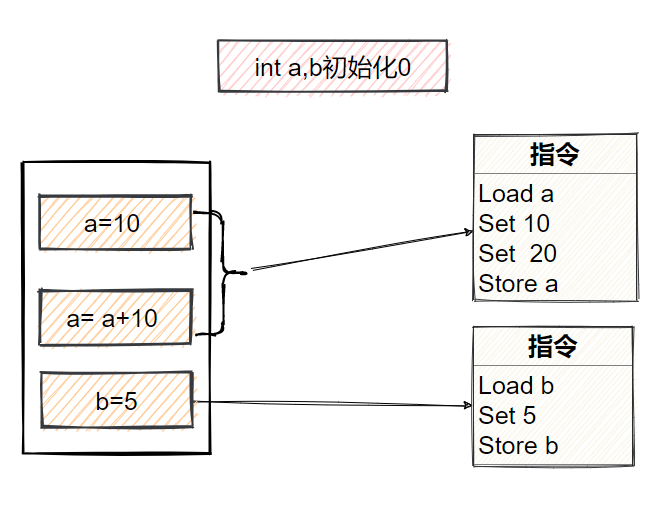 int a,b初始化0
a=10
a= a+10
b=5
指令
Load a
Set 10
Set  20
Store a
指令
Load b
Set 5
Store b